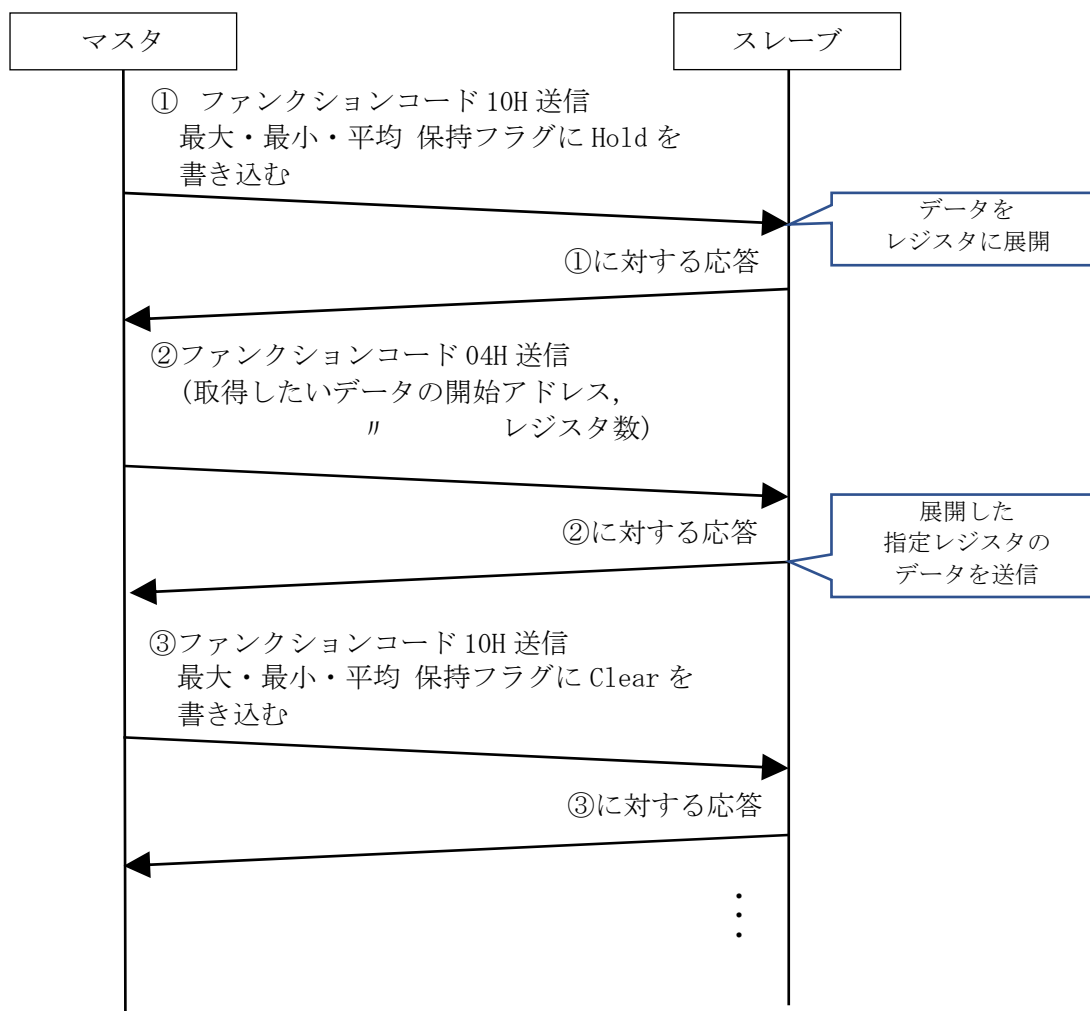 マスタ
スレーブ
① ファンクションコード 10H 送信
最大・最小・平均 保持フラグに Hold を
書き込む
データを
レジスタに展開
①に対する応答
②ファンクションコード 04H 送信
(取得したいデータの開始アドレス,
〃 レジスタ数)
②に対する応答
展開した
指定レジスタの
データを送信
③ファンクションコード 10H 送信
最大・最小・平均 保持フラグに Clear を
書き込む
③に対する応答